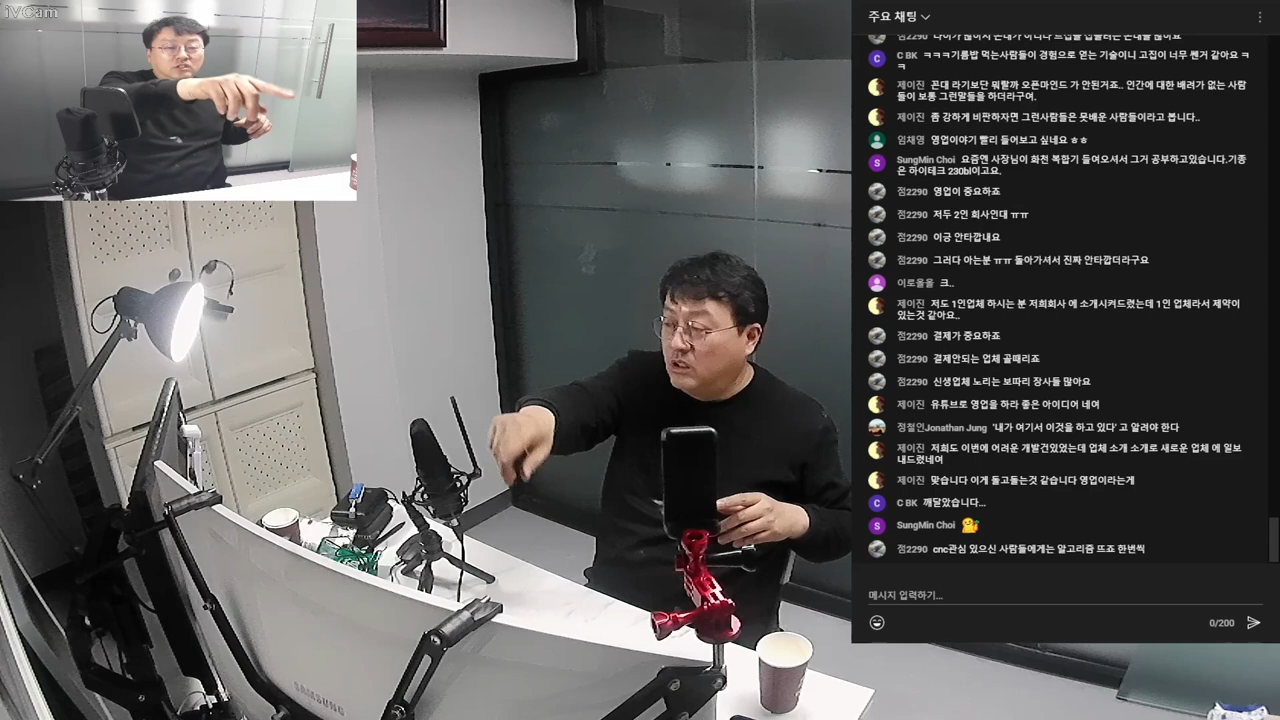 iVCam
주요 채팅
점2290
C BK ㅋㅋㅋ기름밥 먹는사람들이 경험으로 얻는 기술이니 고집이 너무 쎈거 같아요 ㅋ
ㅋ
제이진 꼰대 라기보단 뭐랄까 오픈마인드 가 안된거죠.. 인간에 대한 배려가 없는 사람
들이 보통 그런말들을 하더라구여.
제이진 좀 강하게 비판하자면 그런사람들은 못배운 사람들이라고 봅니다..
임채영 영업이야기 빨리 들어보고 싶네요 ㅎㅎ
SungMin Choi 요즘엔 사장님이 화천 복합기 들여오셔서 그거 공부하고있습니다.기종
은 하이테크 230bl이고요.
점2290 영업이 중요하죠
점2290 저두 2인 회사인대 ㅠㅠ
점2290 이긍 안타깝내요
점2290 그러다 아는분 ㅠㅠ 돌아가셔서 진짜 안타깝더라구요
이로올올 크..
제이진 저도 1인업체 하시는 분 저희회사 에 소개시켜드렸는데 1인 업체라서 제약이
있는것 같아요..
점2290 결제가 중요하죠
점2290 결제안되는 업체 골때리죠
점2290 신생업체 노리는 보따리 장사들 많아요
제이진 유튜브로 영업을 하라 좋은 아이디어 네여
정철인Jonathan Jung '내가 여기서 이것을 하고 있다' 고 알려야 한다
제이진 저희도 이번에 어려운 개발건있었는데 업체 소개 소개로 새로운 업체 에 일보
내드렸네여
제이진 맞습니다 이게 돌고돌는것 같습니다 영업이라는게
C BK 깨달았습니다...
SungMin Choi
점2290 cnc관심 있으신 사람들에게는 알고리즘 뜨죠 한번씩
메시지 입력하기...
0/200
SAMSUNG